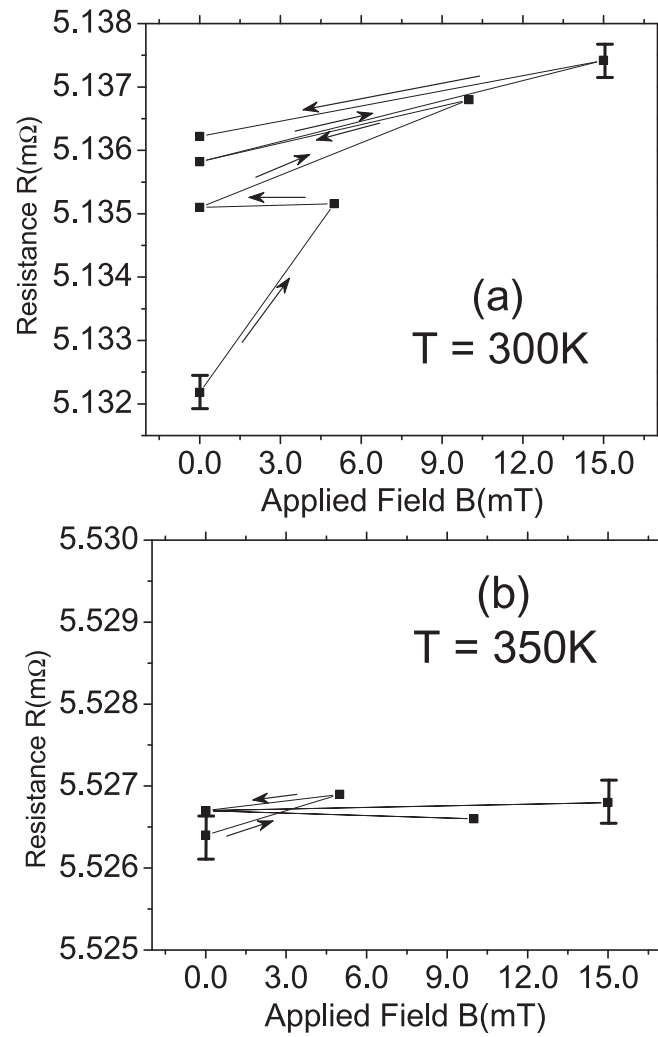 5.138
5.137
5.136
5.135
5.134
5.133
5.132
Resistance R(mΩ)
(a)
T = 300K
0.0 3.0 6.0 9.0 12.0 15.0
Applied Field B(mT)
5.530
5.529
5.528
5.527
5.526
5.525
Resistance R(mΩ)
(b)
T = 350K
0.0 3.0 6.0 9.0 12.0 15.0
Applied Field B(mT)